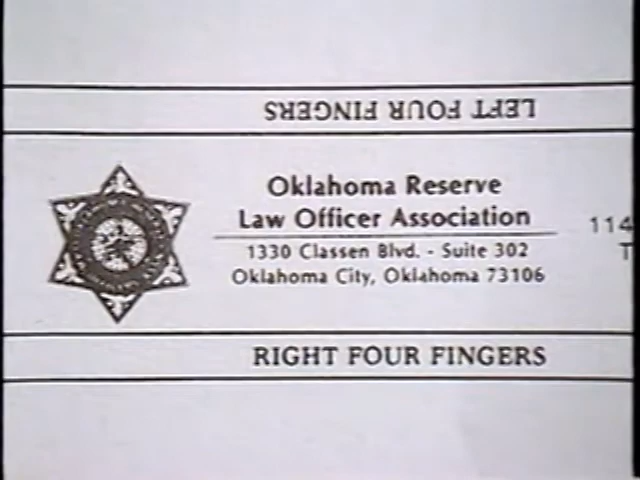 LEFT FOUR FINGERS
Oklahoma Reserve
Law Officer Association
1330 Classen Blvd. - Suite 302
Oklahoma City, Oklahoma 73106
114
T
RIGHT FOUR FINGERS